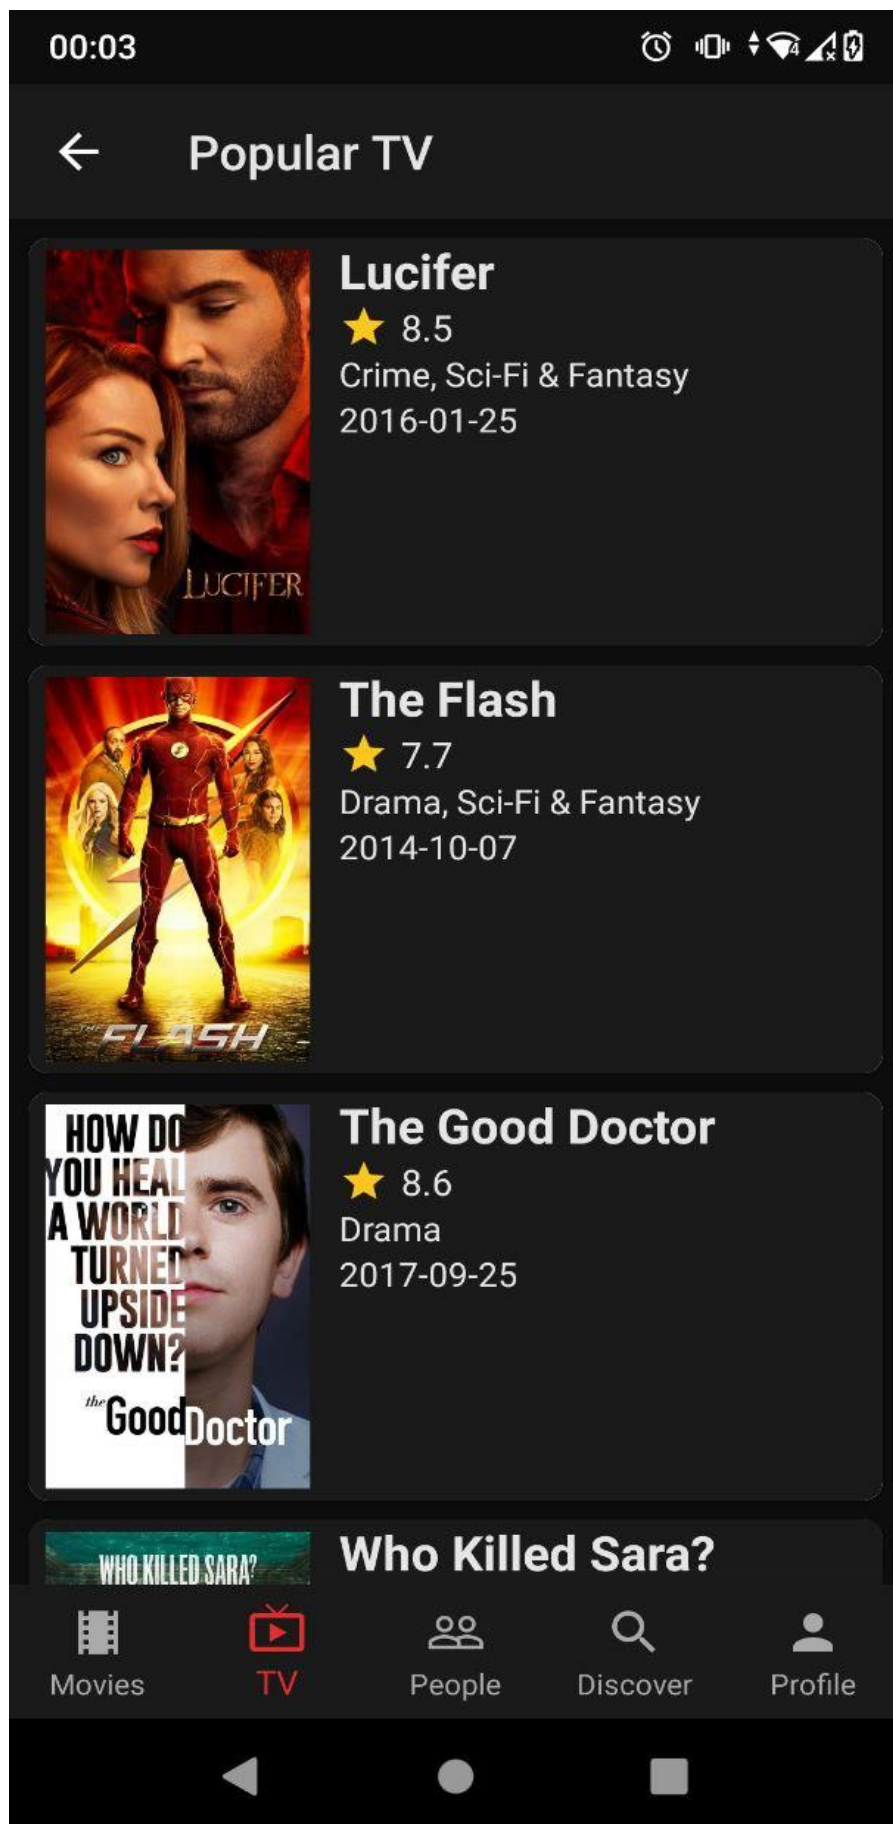 00:03
4
Popular TV
Lucifer
8.5
Crime, Sci-Fi & Fantasy
2016-01-25
LUCIFER
The Flash
7.7
Drama, Sci-Fi & Fantasy
2014-10-07
THE FLASH
The Good Doctor
8.6
Drama
2017-09-25
HOW DO
YOU HEAL
A WORLD
TURNED
UPSIDE
DOWN?
the Good Doctor
Who Killed Sara?
WHO KILLED SARA?
Movies
TV
People
Discover
Profile